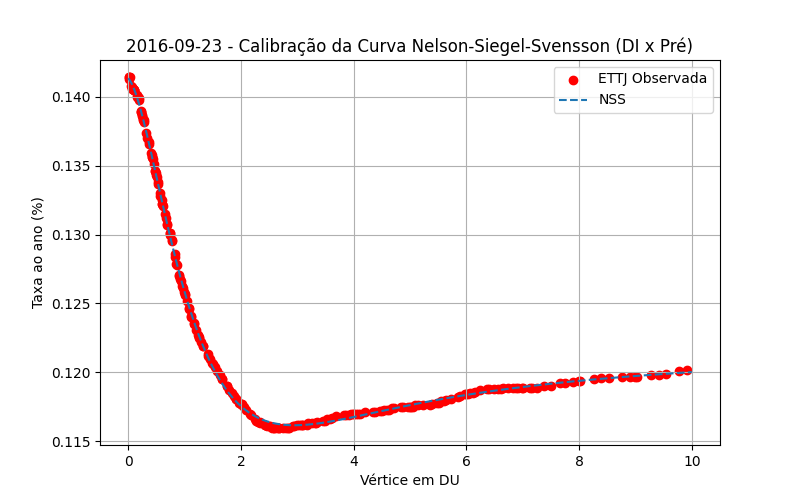 2016-09-23 - Calibração da Curva Nelson-Siegel-Svensson (DI x Pré)
ETTJ Observada
NSS
Taxa ao ano (%)
0.140
0.135
0.130
0.125
0.120
0.115
0
2
4
6
8
10
Vértice em DU